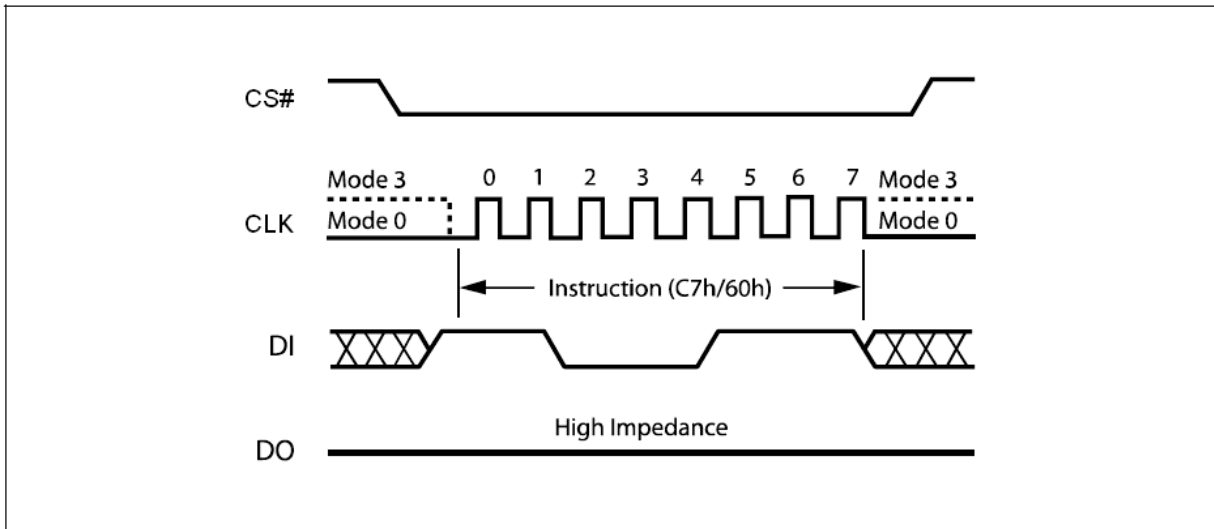 CS#
Mode 3 0 1 2 3 4 5 6 7 Mode 3
CLK Mode 0 Mode 0
Instruction (C7h/60h)
DI
High Impedance
DO